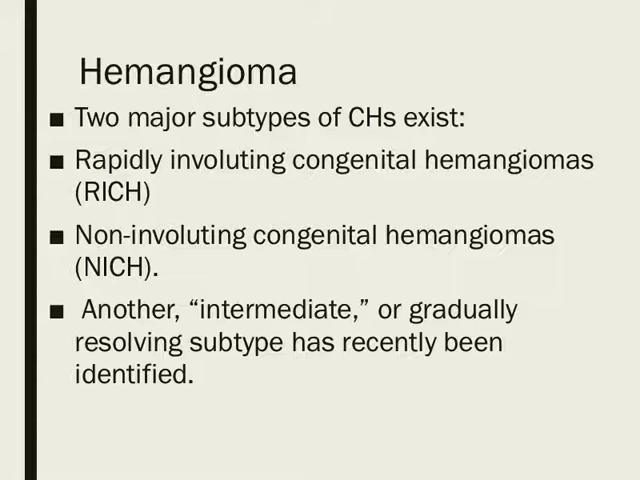 Hemangioma
■ Two major subtypes of CHs exist:
■ Rapidly involuting congenital hemangiomas
(RICH)
■ Non-involuting congenital hemangiomas
(NICH).
■ Another, “intermediate,” or gradually
resolving subtype has recently been
identified.